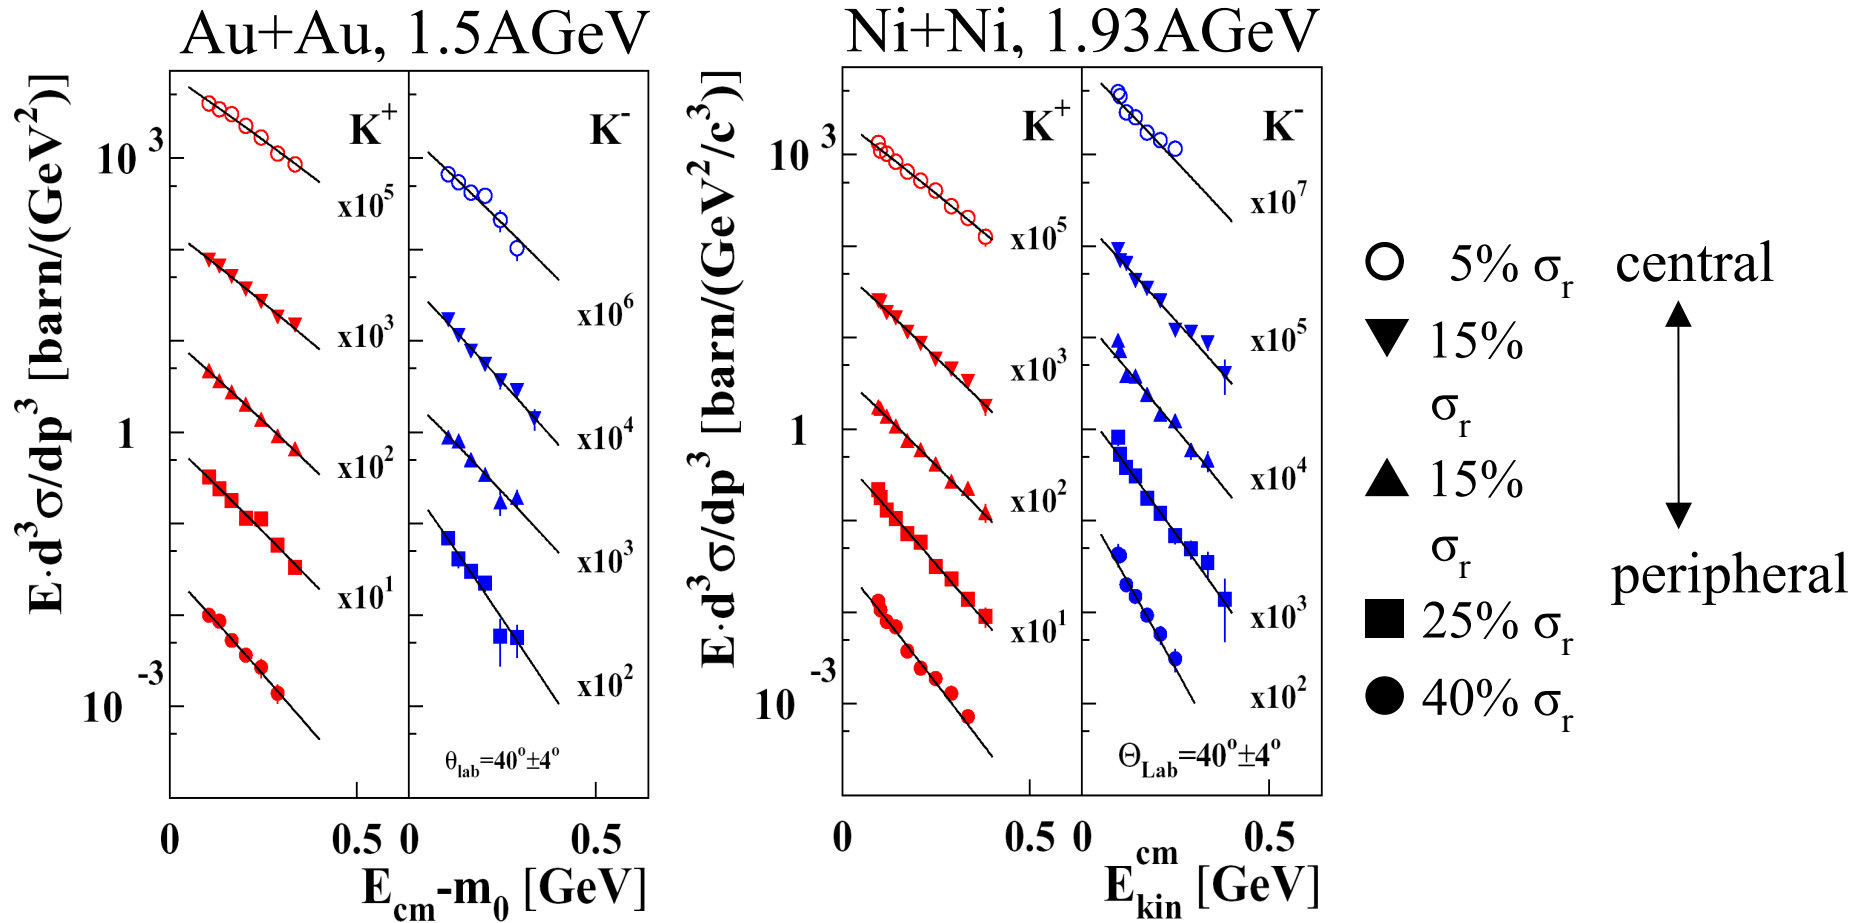 Au+Au, 1.5AGeV
E·d³σ/dp³ [barn/(GeV²)]
10³
1
10⁻³
K⁺
x10⁵
x10³
x10²
x10¹
K⁻
x10⁶
x10⁴
x10³
x10²
θlab=40°±4°
0
0.5
0
0.5
Ecm-m₀ [GeV]
Ni+Ni, 1.93AGeV
E·d³σ/dp³ [barn/(GeV²/c³)]
10³
1
10⁻³
K⁺
x10⁵
x10³
x10²
x10¹
K⁻
x10⁷
x10⁵
x10⁴
x10³
x10²
ΘLab=40°±4°
0
0.5
0
0.5
Ekin cm [GeV]
5% σr central
15%
σr
15%
σr
peripheral
25% σr
40% σr